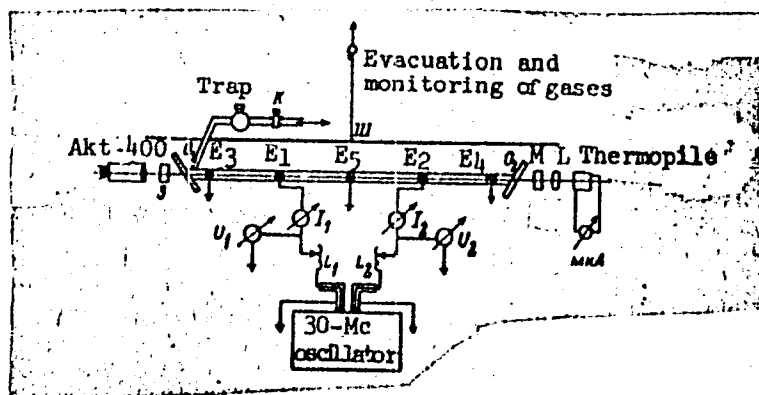 Evacuation and
monitoring of gases
Trap
K
Ш
Akt-400
E3
E1
E5
E2
E4
M
L
Thermopile
I1
I2
U1
U2
L1
L2
мкА
30-Mc
oscillator